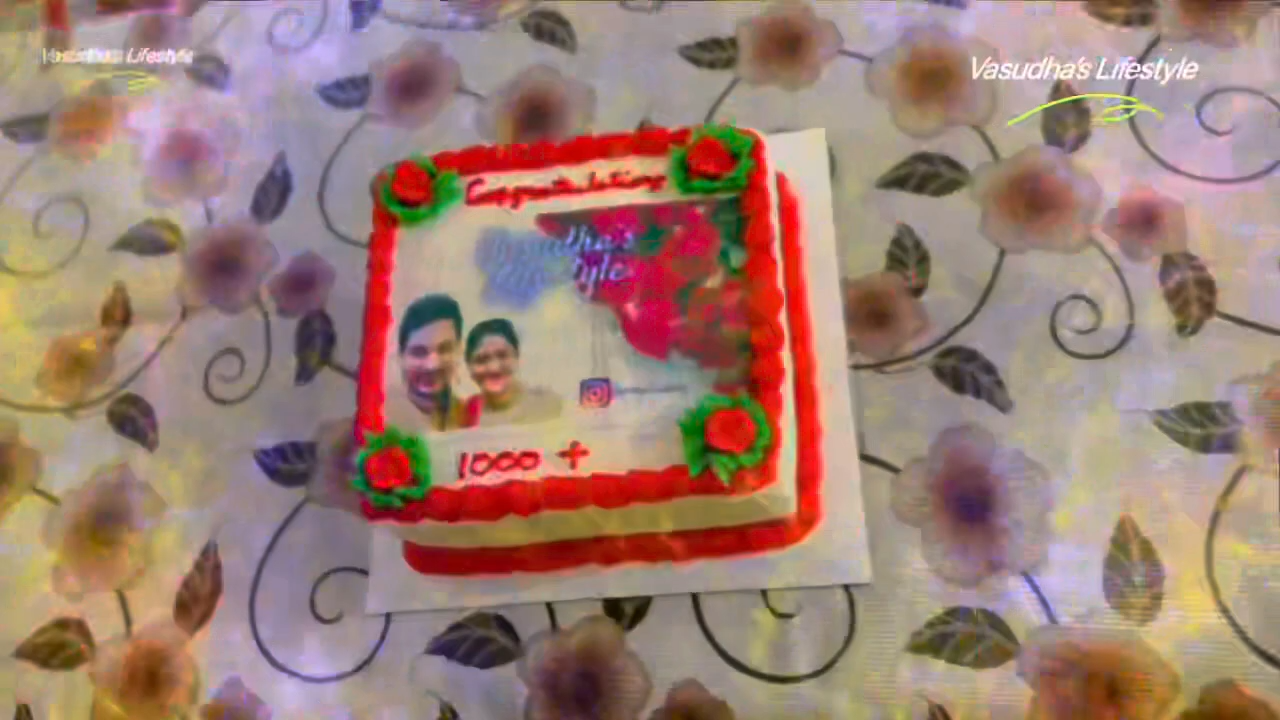 Vasudha's Lifestyle
Vasudha's Lifestyle
Congratulations
Vasudha's
Lifestyle
1000 +